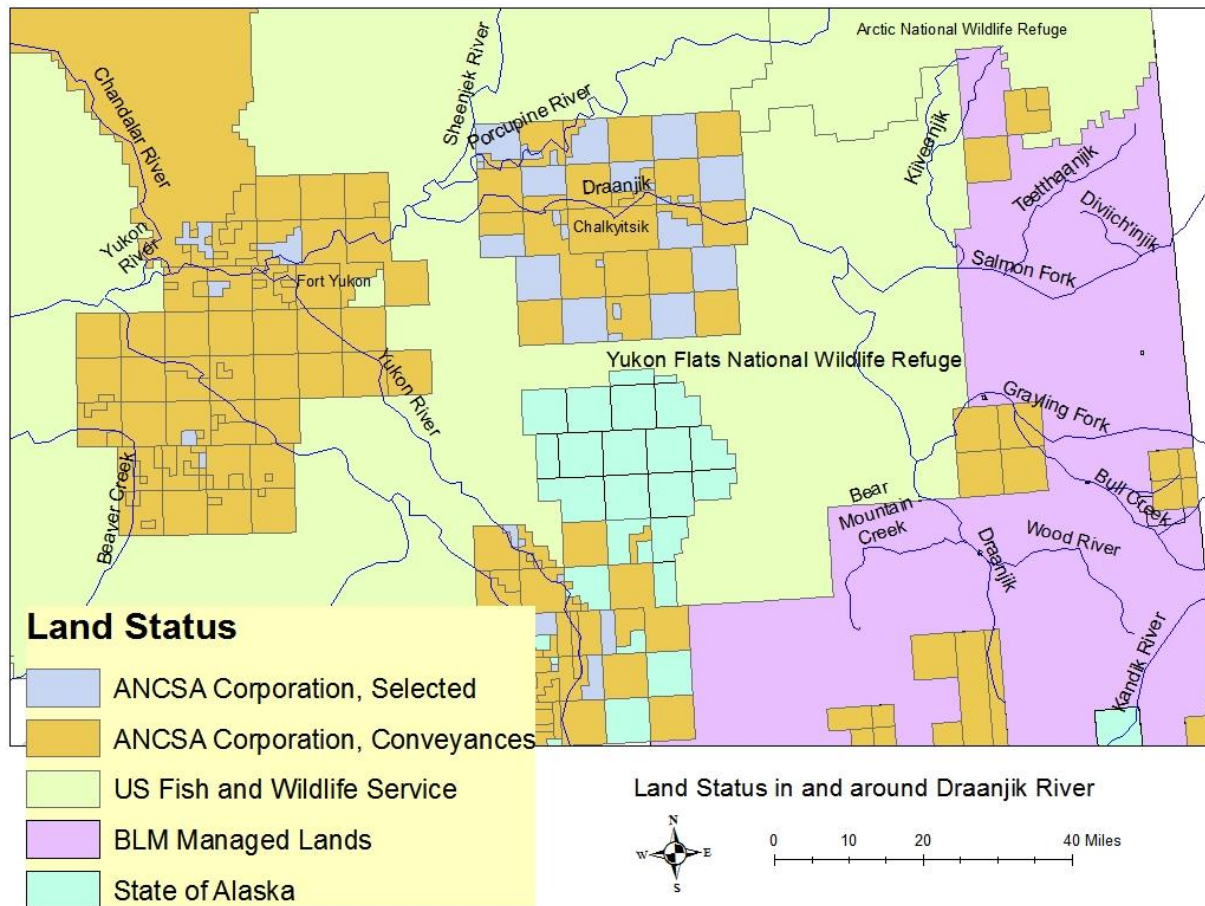 Arctic National Wildlife Refuge
Chandalar River
Sheenjek River
Porcupine River
Kiiveenjik
Teetthaanjik
Diviich'injik
Draanjik
Chalkyitsik
Yukon
River
Fort Yukon
Salmon Fork
Yukon Flats National Wildlife Refuge
Yukon River
Grayling Fork
Beaver Creek
Bear
Mountain
Creek
Bull Creek
Wood River
Draanjik
Kandik River
Land Status
ANCSA Corporation, Selected
ANCSA Corporation, Conveyances
US Fish and Wildlife Service
BLM Managed Lands
State of Alaska
Land Status in and around Draanjik River
N
W E
S
0 10 20 40 Miles